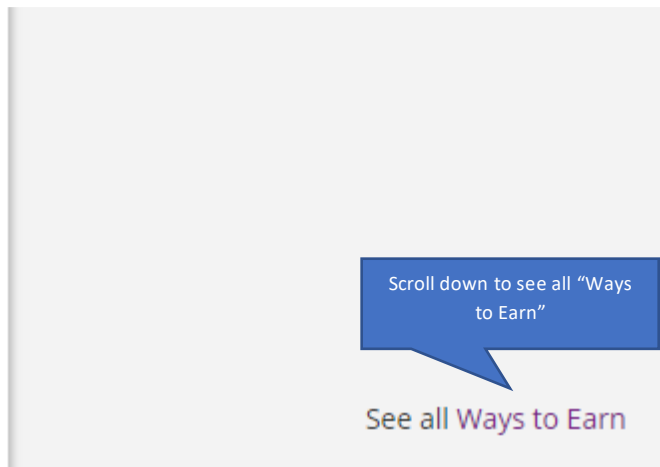 Scroll down to see all “Ways
to Earn”
See all Ways to Earn